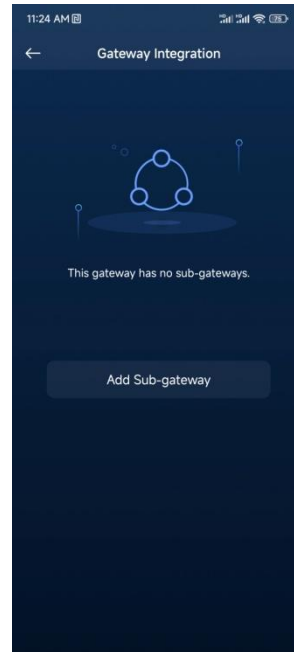 11:24 AM
Gateway Integration
This gateway has no sub-gateways.
Add Sub-gateway